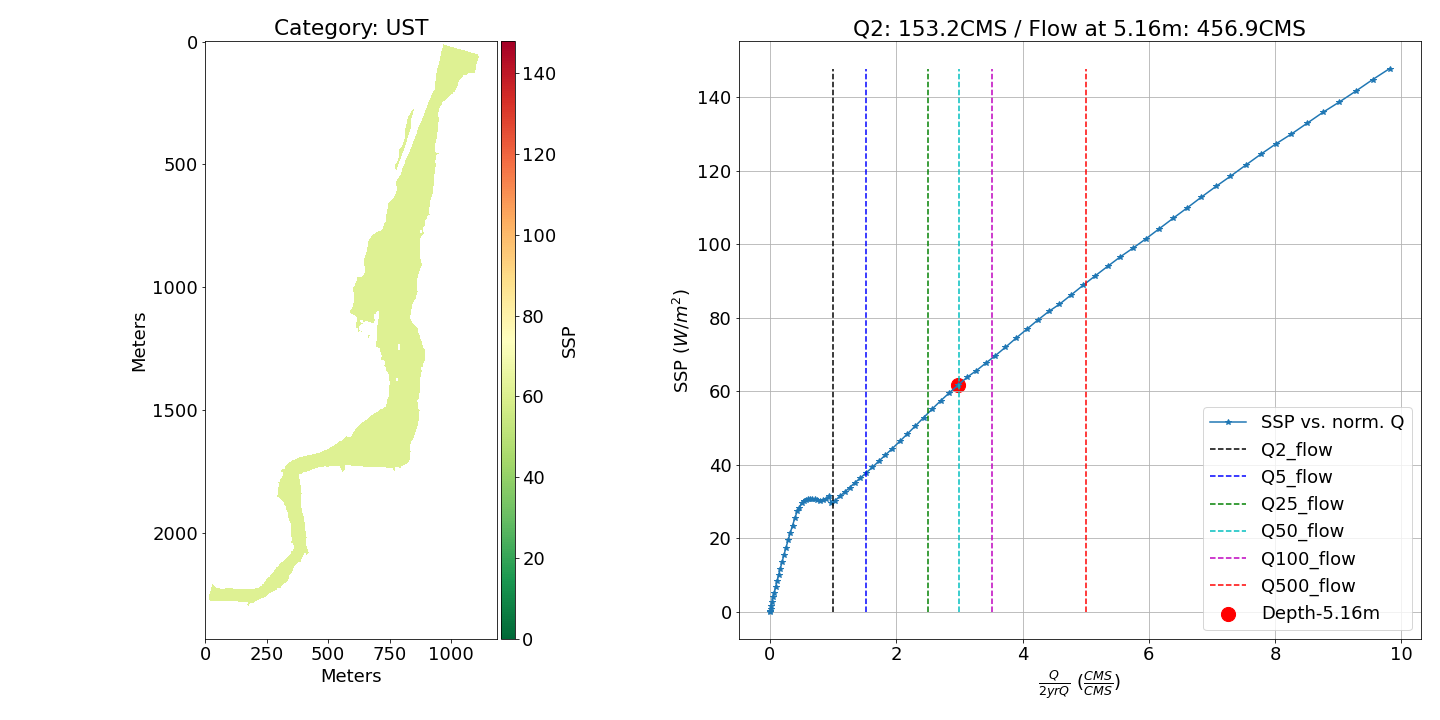 Category: UST
0
500
1000
1500
2000
Meters
0 250 500 750 1000
Meters
140
120
100
80
60
40
20
0
SSP
Q2: 153.2CMS / Flow at 5.16m: 456.9CMS
140
120
100
80
60
40
20
0
SSP (W/m²)
0 2 4 6 8 10
Q/2yrQ (CMS/CMS)
SSP vs. norm. Q
Q2_flow
Q5_flow
Q25_flow
Q50_flow
Q100_flow
Q500_flow
Depth-5.16m